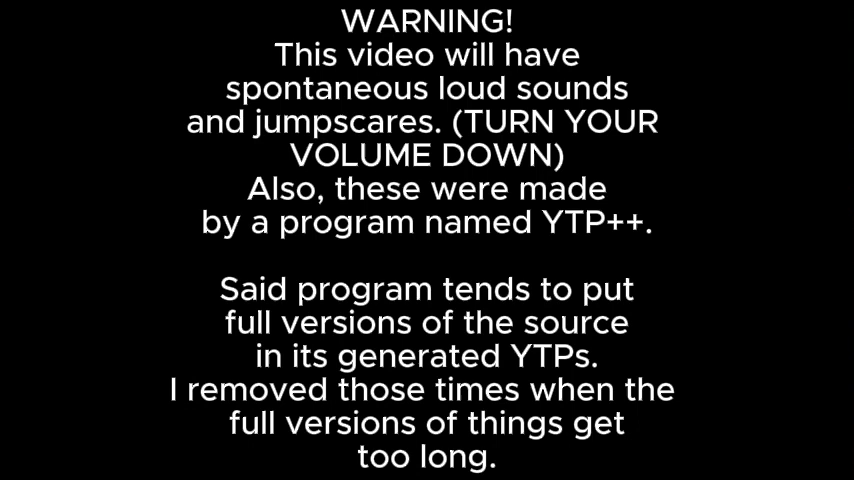 WARNING!
This video will have
spontaneous loud sounds
and jumpscares. (TURN YOUR
VOLUME DOWN)
Also, these were made
by a program named YTP++.
Said program tends to put
full versions of the source
in its generated YTPs.
I removed those times when the
full versions of things get
too long.